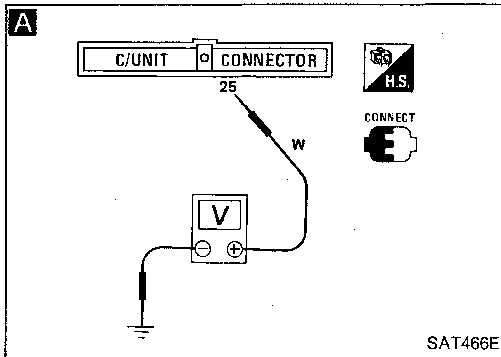 A
C/UNIT CONNECTOR
H.S.
25
CONNECT
W
V
− +
SAT466E